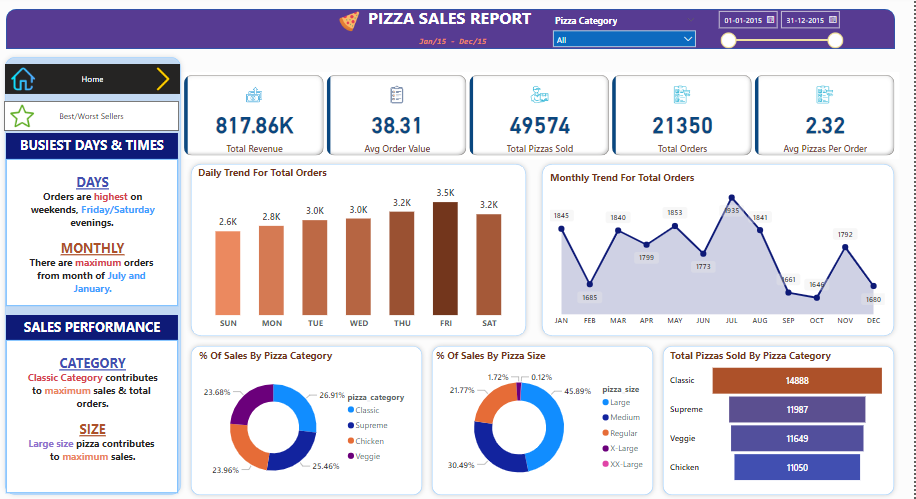 PIZZA SALES REPORT
Jan/15 - Dec/15
Pizza Category
All
01-01-2015
31-12-2015
Home
Best/Worst Sellers
BUSIEST DAYS & TIMES
DAYS
Orders are highest on
weekends, Friday/Saturday
evenings.
MONTHLY
There are maximum orders
from month of July and
January.
SALES PERFORMANCE
CATEGORY
Classic Category contributes
to maximum sales & total
orders.
SIZE
Large size pizza contributes
to maximum sales.
817.86K
Total Revenue
38.31
Avg Order Value
49574
Total Pizzas Sold
21350
Total Orders
2.32
Avg Pizzas Per Order
Daily Trend For Total Orders
2.6K
2.8K
3.0K
3.0K
3.2K
3.5K
3.2K
SUN MON TUE WED THU FRI SAT
Monthly Trend For Total Orders
1845
1685
1840
1799
1853
1773
1935
1841
1661
1646
1792
1680
JAN FEB MAR APR MAY JUN JUL AUG SEP OCT NOV DEC
% Of Sales By Pizza Category
23.68%
26.91%
23.96%
25.46%
pizza_category
Classic
Supreme
Chicken
Veggie
% Of Sales By Pizza Size
1.72%
0.12%
21.77%
45.89%
30.49%
pizza_size
Large
Medium
Regular
X-Large
XX-Large
Total Pizzas Sold By Pizza Category
Classic 14888
Supreme 11987
Veggie 11649
Chicken 11050